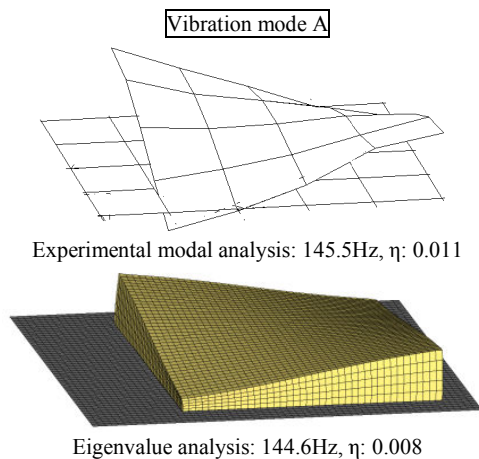 Vibration mode A
Experimental modal analysis: 145.5Hz, η: 0.011
Eigenvalue analysis: 144.6Hz, η: 0.008